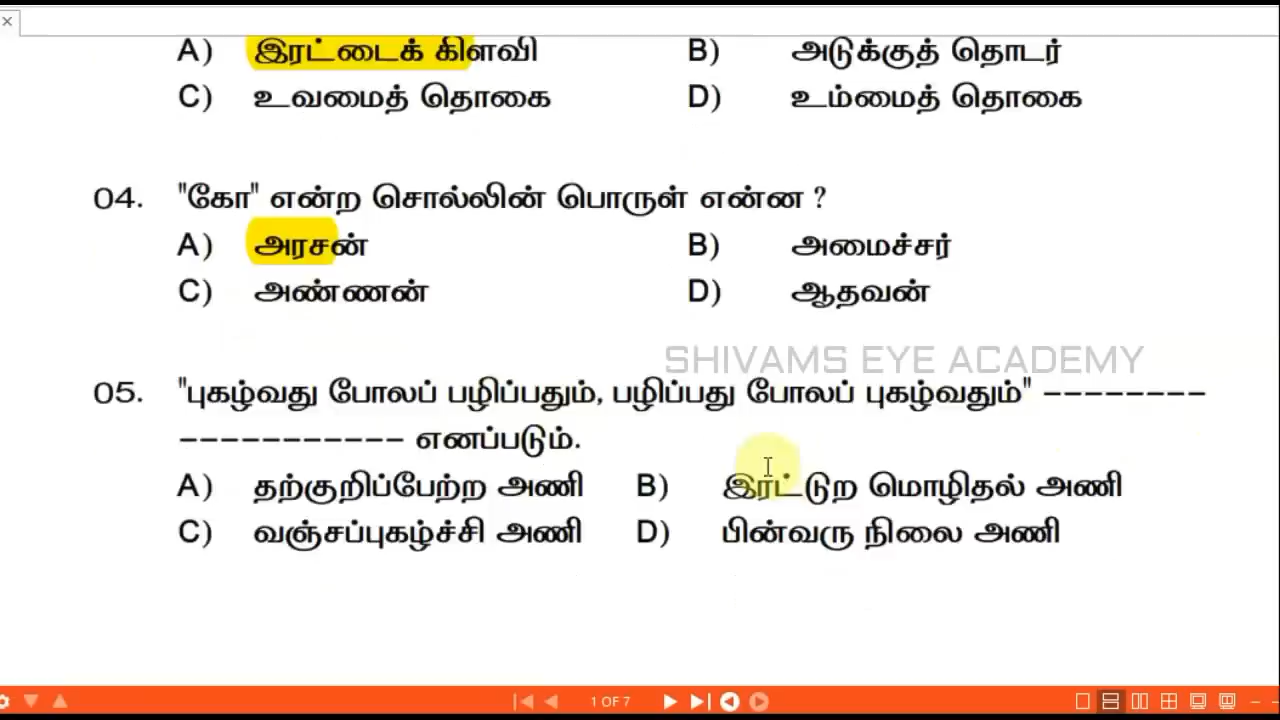 A) இரட்டைக் கிளவி B) அடுக்குத் தொடர்
C) உவமைத் தொகை D) உம்மைத் தொகை
04. "கோ" என்ற சொல்லின் பொருள் என்ன ?
A) அரசன் B) அமைச்சர்
C) அண்ணன் D) ஆதவன்
SHIVAMS EYE ACADEMY
05. "புகழ்வது போலப் பழிப்பதும், பழிப்பது போலப் புகழ்வதும்" --------
----------- எனப்படும்.
A) தற்குறிப்பேற்ற அணி B) இரட்டுற மொழிதல் அணி
C) வஞ்சப்புகழ்ச்சி அணி D) பின்வரு நிலை அணி
1 OF 7